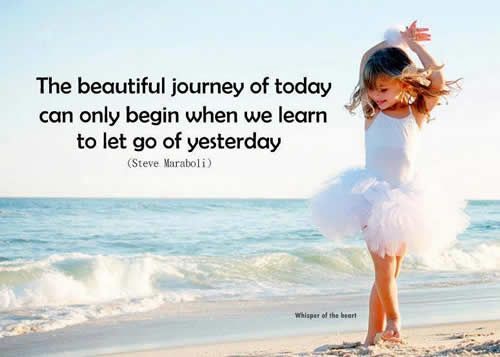 The beautiful journey of today
can only begin when we learn
to let go of yesterday
(Steve Maraboli)
Whisper of the heart